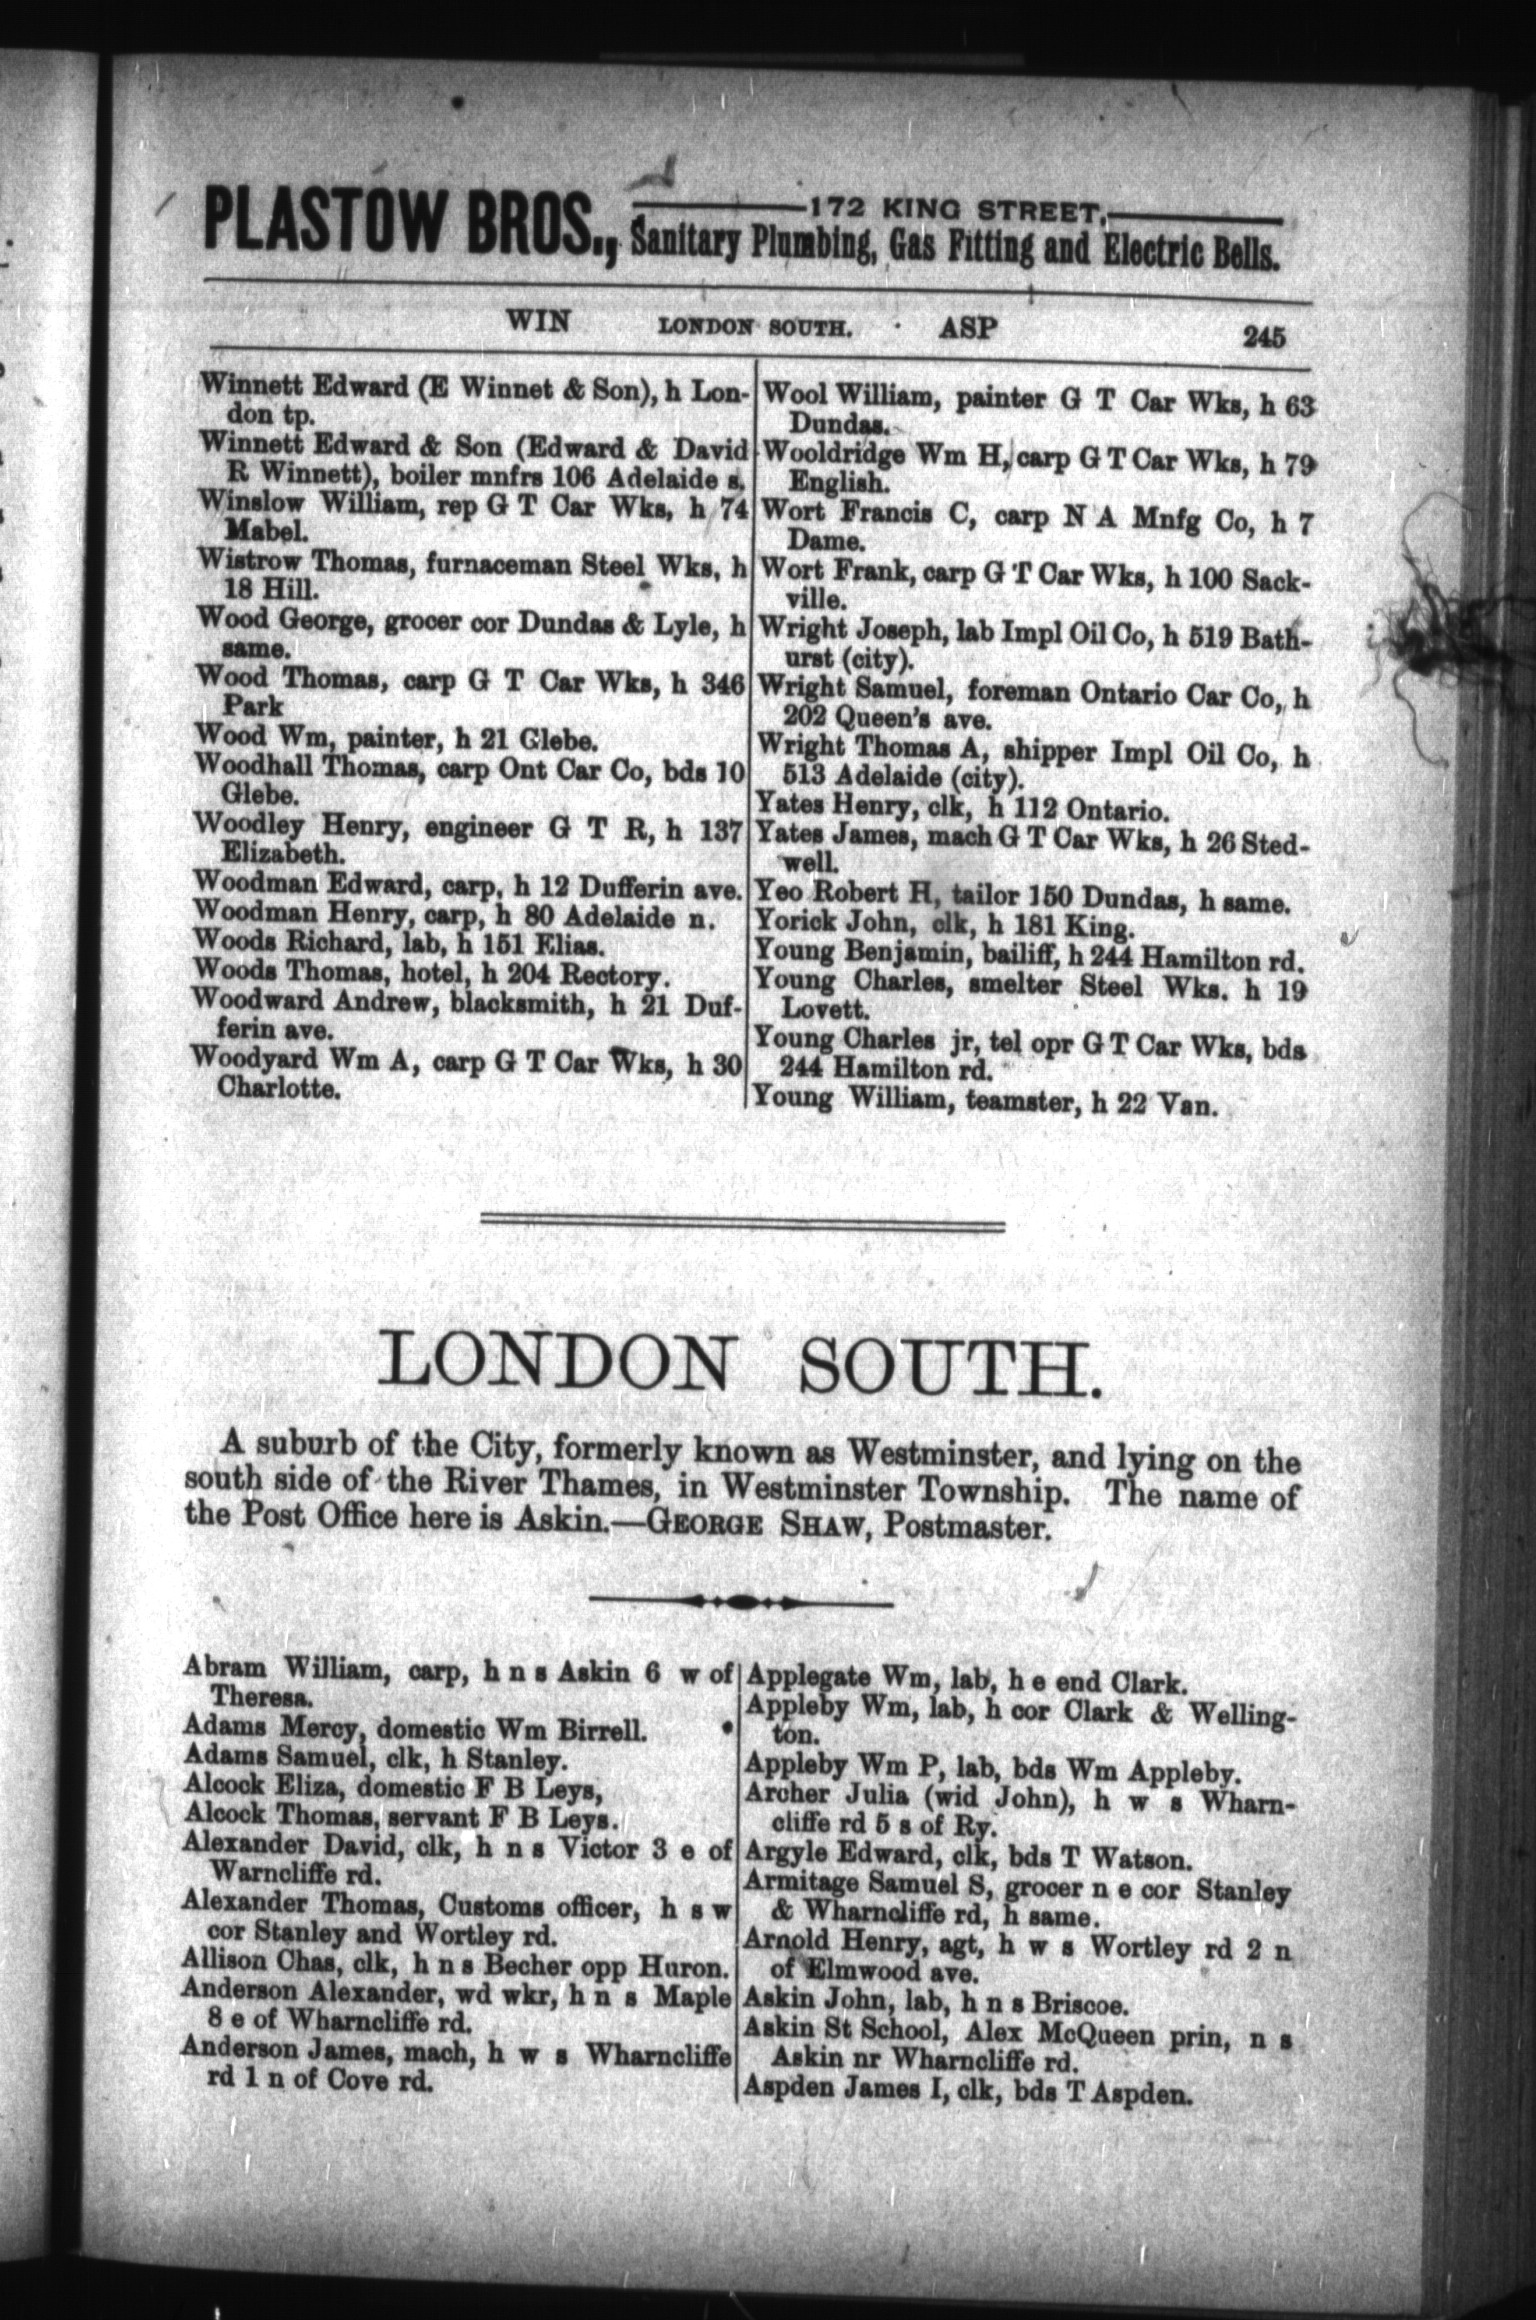 PLASTOW BROS., 172 KING STREET,
Sanitary Plumbing, Gas Fitting and Electric Bells.
WIN LONDON SOUTH. ASP 245
Winnett Edward (E Winnet & Son), h Lon-
don tp.
Winnett Edward & Son (Edward & David
R Winnett), boiler mnfrs 106 Adelaide s.
Winslow William, rep G T Car Wks, h 74
Mabel.
Wistrow Thomas, furnaceman Steel Wks, h
18 Hill.
Wood George, grocer cor Dundas & Lyle, h
same.
Wood Thomas, carp G T Car Wks, h 346
Park
Wood Wm, painter, h 21 Glebe.
Woodhall Thomas, carp Ont Car Co, bds 10
Glebe.
Woodley Henry, engineer G T R, h 137
Elizabeth.
Woodman Edward, carp, h 12 Dufferin ave.
Woodman Henry, carp, h 80 Adelaide n.
Woods Richard, lab, h 151 Elias.
Woods Thomas, hotel, h 204 Rectory.
Woodward Andrew, blacksmith, h 21 Duf-
ferin ave.
Woodyard Wm A, carp G T Car Wks, h 30
Charlotte.
Wool William, painter G T Car Wks, h 63
Dundas.
Wooldridge Wm H, carp G T Car Wks, h 79
English.
Wort Francis C, carp N A Mnfg Co, h 7
Dame.
Wort Frank, carp G T Car Wks, h 100 Sack-
ville.
Wright Joseph, lab Impl Oil Co, h 519 Bath-
urst (city).
Wright Samuel, foreman Ontario Car Co, h
202 Queen's ave.
Wright Thomas A, shipper Impl Oil Co, h
513 Adelaide (city).
Yates Henry, clk, h 112 Ontario.
Yates James, mach G T Car Wks, h 26 Sted-
well.
Yeo Robert H, tailor 150 Dundas, h same.
Yorick John, clk, h 181 King.
Young Benjamin, bailiff, h 244 Hamilton rd.
Young Charles, smelter Steel Wks. h 19
Lovett.
Young Charles jr, tel opr G T Car Wks, bds
244 Hamilton rd.
Young William, teamster, h 22 Van.
LONDON SOUTH.
A suburb of the City, formerly known as Westminster, and lying on the
south side of the River Thames, in Westminster Township. The name of
the Post Office here is Askin.—GEORGE SHAW, Postmaster.
Abram William, carp, h n s Askin 6 w of
Theresa.
Adams Mercy, domestic Wm Birrell.
Adams Samuel, clk, h Stanley.
Alcock Eliza, domestic F B Leys,
Alcock Thomas, servant F B Leys.
Alexander David, clk, h n s Victor 3 e of
Warncliffe rd.
Alexander Thomas, Customs officer, h s w
cor Stanley and Wortley rd.
Allison Chas, clk, h n s Becher opp Huron.
Anderson Alexander, wd wkr, h n s Maple
8 e of Wharncliffe rd.
Anderson James, mach, h w s Wharncliffe
rd 1 n of Cove rd.
Applegate Wm, lab, h e end Clark.
Appleby Wm, lab, h cor Clark & Welling-
ton.
Appleby Wm P, lab, bds Wm Appleby.
Archer Julia (wid John), h w s Wharn-
cliffe rd 5 s of Ry.
Argyle Edward, clk, bds T Watson.
Armitage Samuel S, grocer n e cor Stanley
& Wharncliffe rd, h same.
Arnold Henry, agt, h w s Wortley rd 2 n
of Elmwood ave.
Askin John, lab, h n s Briscoe.
Askin St School, Alex McQueen prin, n s
Askin nr Wharncliffe rd.
Aspden James I, clk, bds T Aspden.